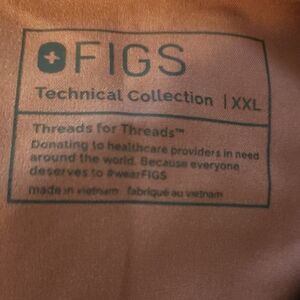 FIGS
Technical Collection | XXL
Threads for Threads™
Donating to healthcare providers in need
around the world. Because everyone
deserves to #wearFIGS
made in vietnam fabriqué au vietnam